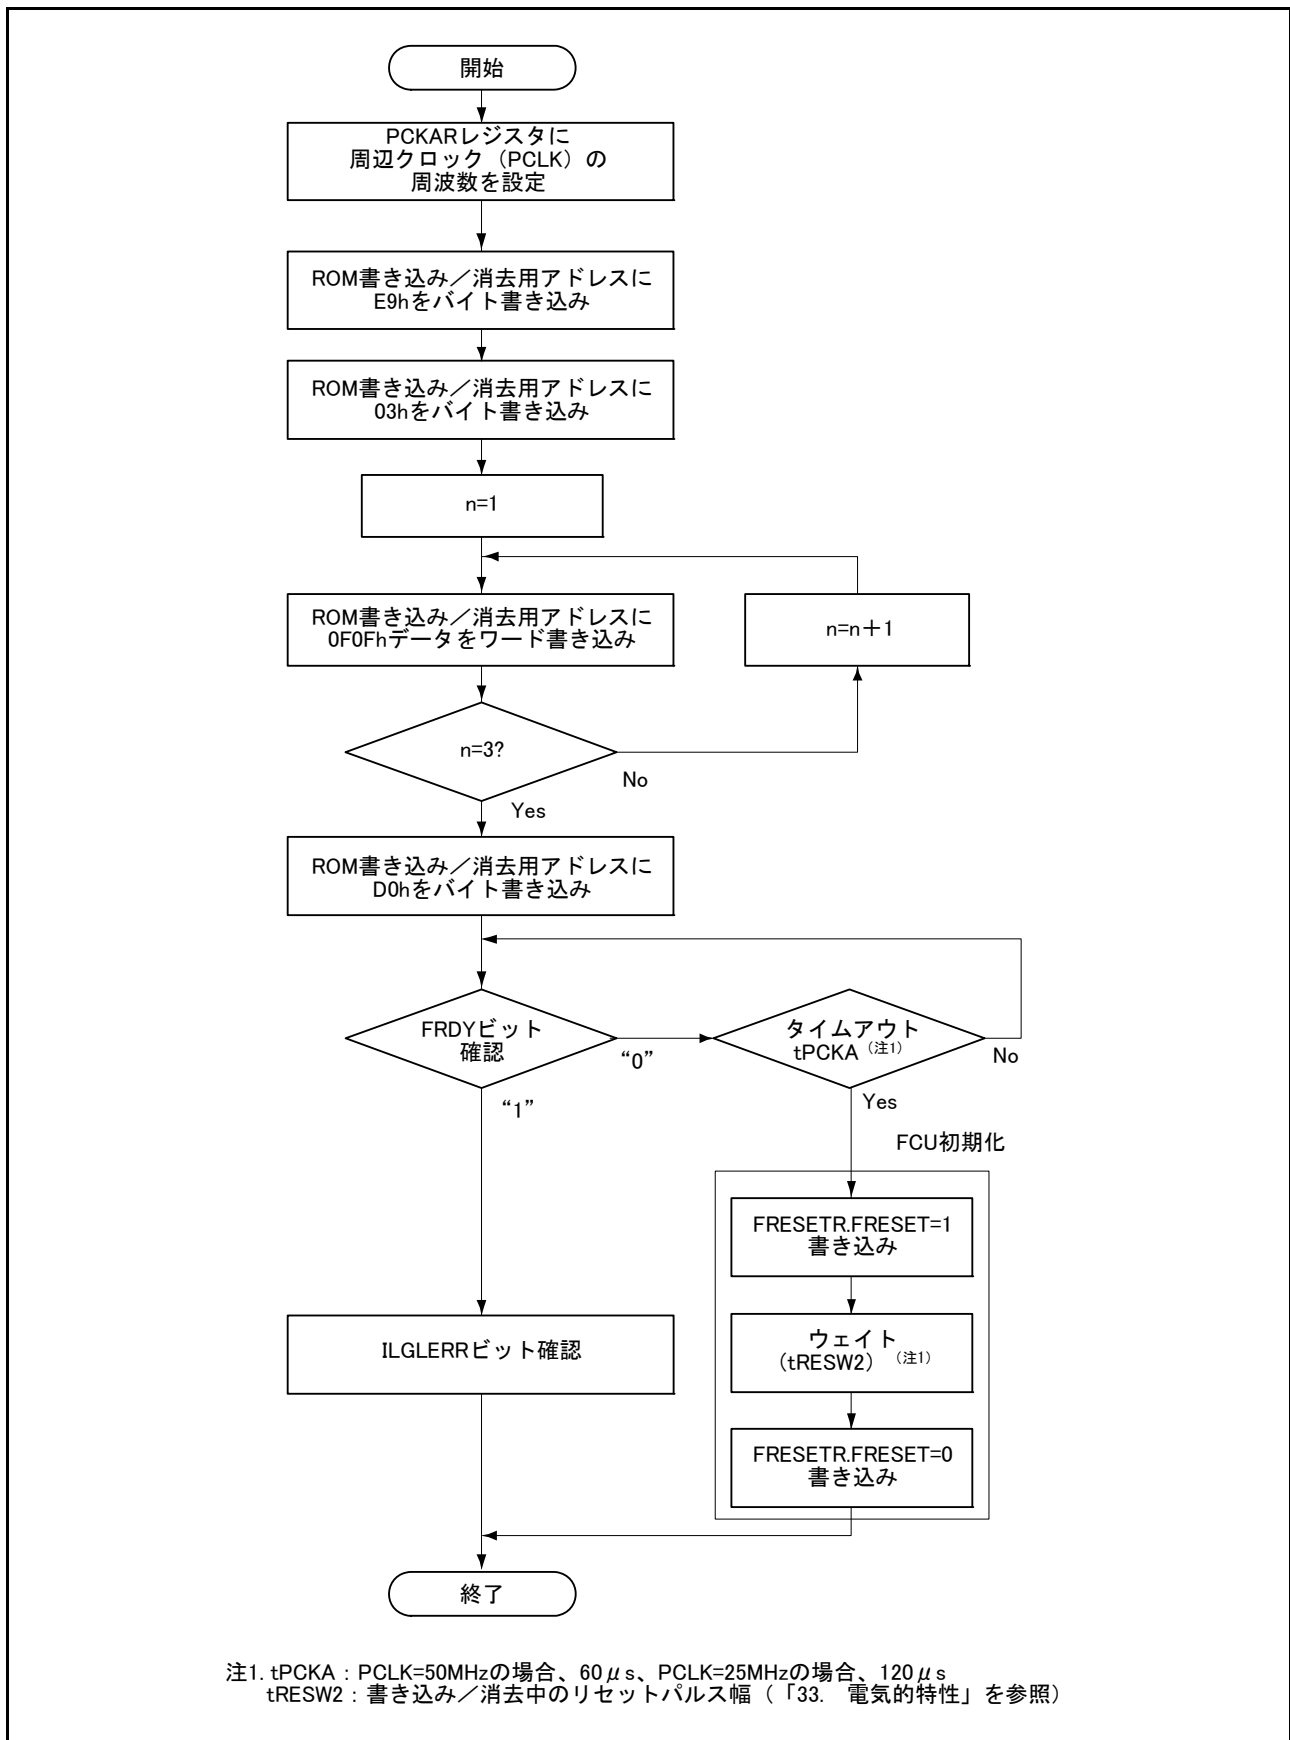 開始
PCKARレジスタに
周辺クロック（PCLK）の
周波数を設定
ROM書き込み／消去用アドレスに
E9hをバイト書き込み
ROM書き込み／消去用アドレスに
03hをバイト書き込み
n=1
ROM書き込み／消去用アドレスに
0F0Fhデータをワード書き込み
n=n＋1
n=3?
No
Yes
ROM書き込み／消去用アドレスに
D0hをバイト書き込み
FRDYビット
確認
“0”
“1”
タイムアウト
tPCKA（注1）
No
Yes
FCU初期化
FRESETR.FRESET=1
書き込み
ウェイト
（tRESW2）（注1）
FRESETR.FRESET=0
書き込み
ILGLERRビット確認
終了
注1. tPCKA：PCLK=50MHzの場合、60μs、PCLK=25MHzの場合、120μs
tRESW2：書き込み／消去中のリセットパルス幅（「33. 電気的特性」を参照）